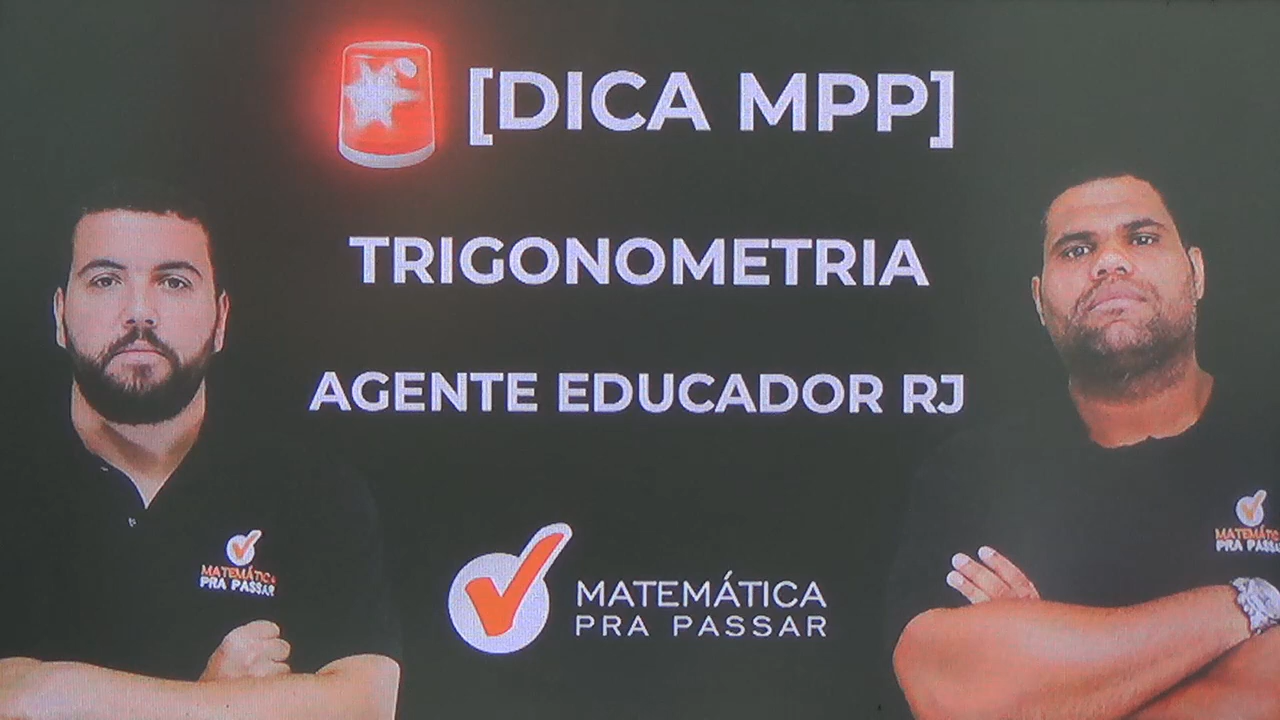 [DICA MPP]
TRIGONOMETRIA
AGENTE EDUCADOR RJ
MATEMÁTICA
PRA PASSAR
MATEMÁTICA
PRA PASSAR
MATEMÁTICA
PRA PASSAR